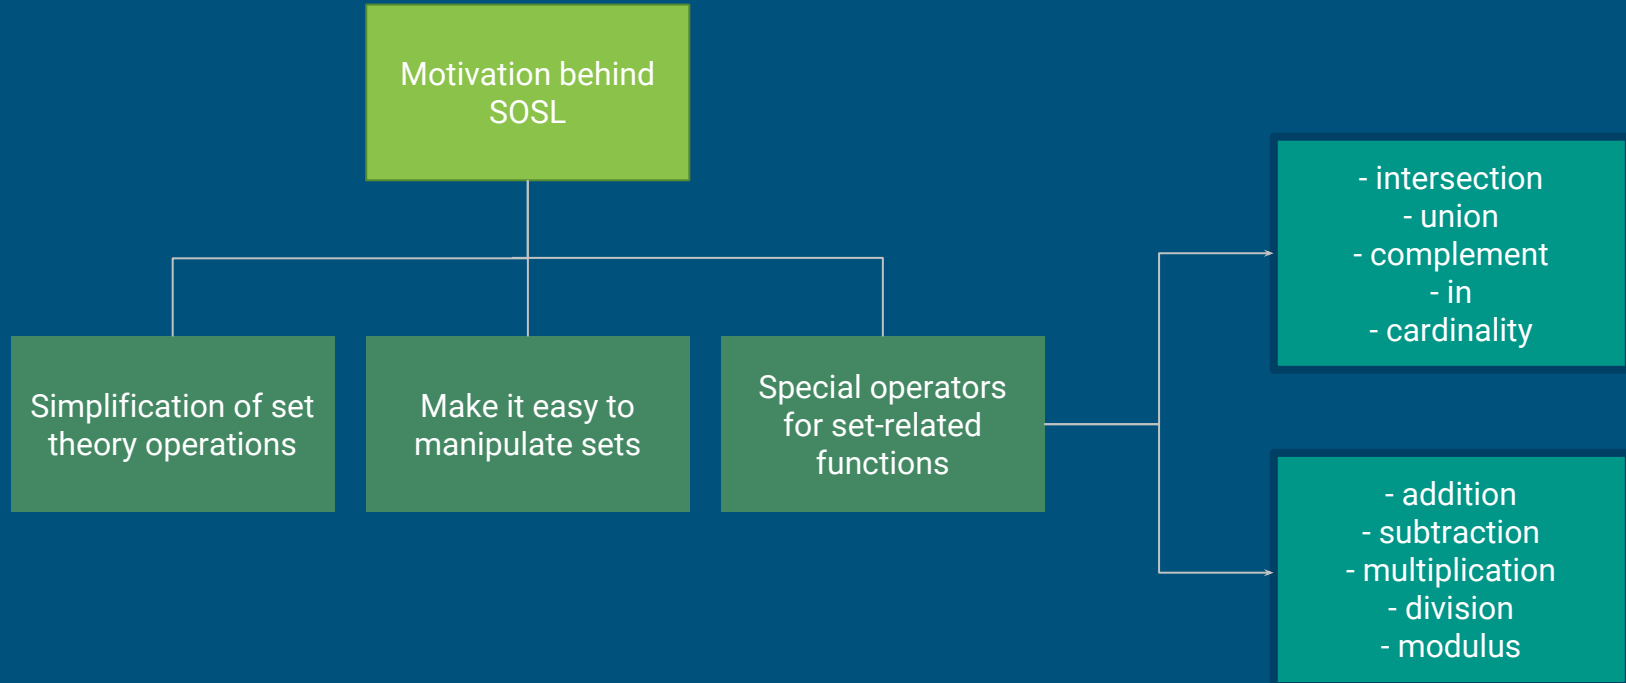 Motivation behind
SOSL
Simplification of set
theory operations
Make it easy to
manipulate sets
Special operators
for set-related
functions
- intersection
- union
- complement
- in
- cardinality
- addition
- subtraction
- multiplication
- division
- modulus